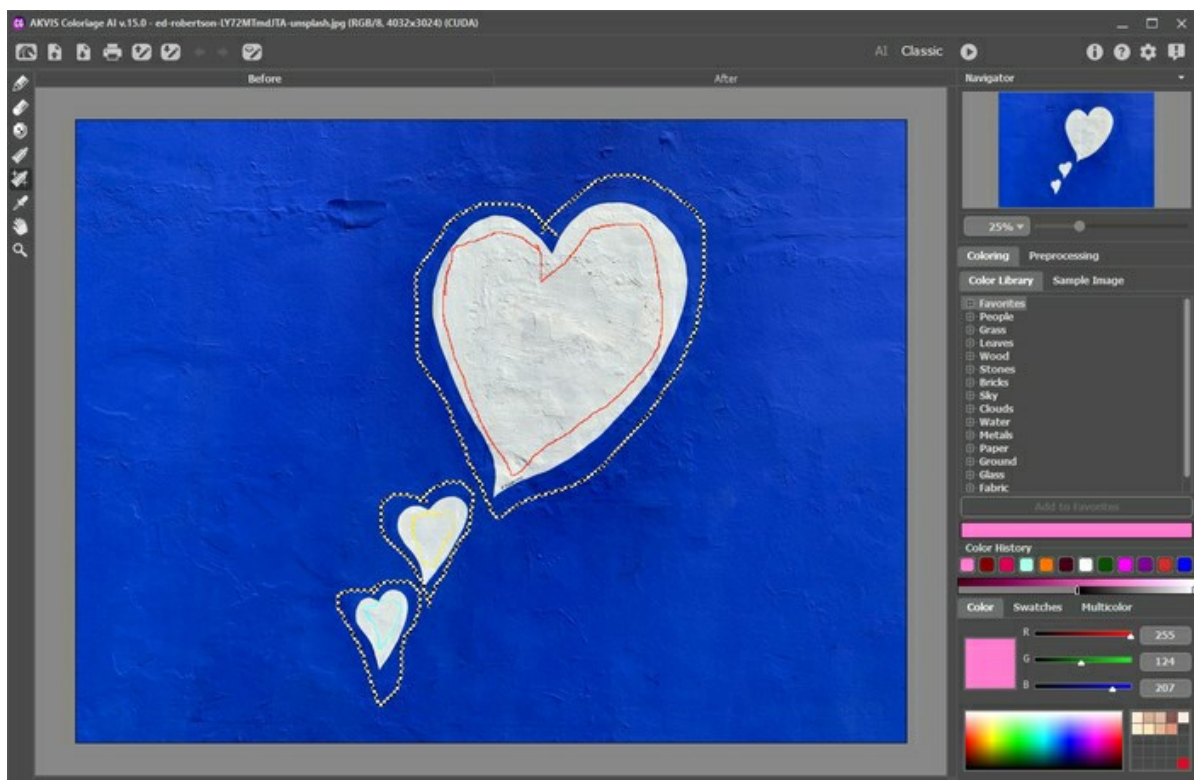 AKVIS Coloriage AI v.15.0 - ed-robertson-LY72MTmdJTA-unsplash.jpg (RGB/8, 4032x3024) (CUDA)
AI Classic
Before After
Navigator
25%
Coloring Preprocessing
Color Library Sample Image
Favorites
People
Grass
Leaves
Wood
Stones
Bricks
Sky
Clouds
Water
Metals
Paper
Ground
Glass
Fabric
Add to Favorites
Color History
Color Swatches Multicolor
R 255
G 124
B 207